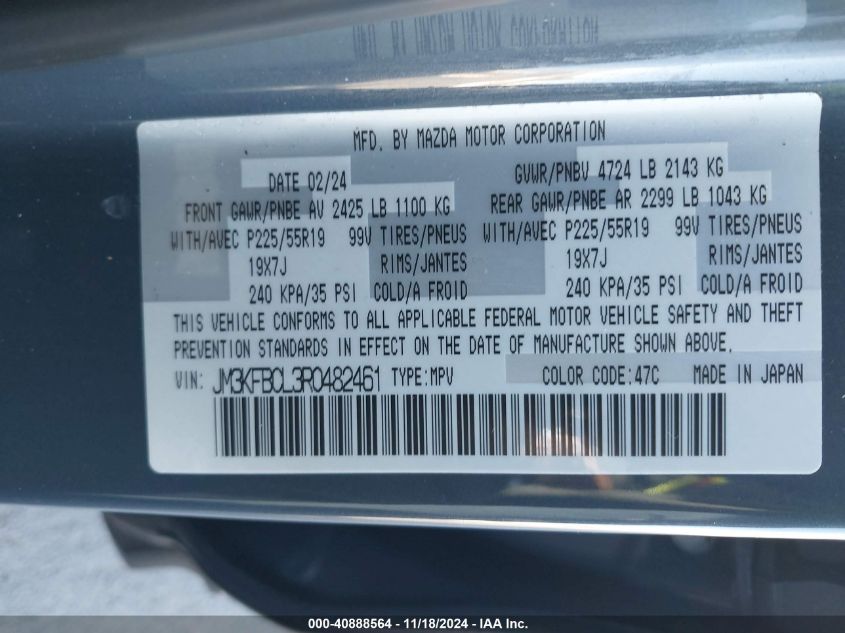 MFD. BY MAZDA MOTOR CORPORATION
DATE 02/24 GVWR/PNBV 4724 LB 2143 KG
FRONT GAWR/PNBE AV 2425 LB 1100 KG REAR GAWR/PNBE AR 2299 LB 1043 KG
WITH/AVEC P225/55R19 99V TIRES/PNEUS WITH/AVEC P225/55R19 99V TIRES/PNEUS
19X7J RIMS/JANTES 19X7J RIMS/JANTES
240 KPA/35 PSI COLD/A FROID 240 KPA/35 PSI COLD/A FROID
THIS VEHICLE CONFORMS TO ALL APPLICABLE FEDERAL MOTOR VEHICLE SAFETY AND THEFT
PREVENTION STANDARDS IN EFFECT ON THE DATE OF MANUFACTURE SHOWN ABOVE.
VIN: JM3KFBCL3R0482461 TYPE:MPV COLOR CODE:47C MADE IN JAPAN
000-40888564 - 11/18/2024 - IAA Inc.